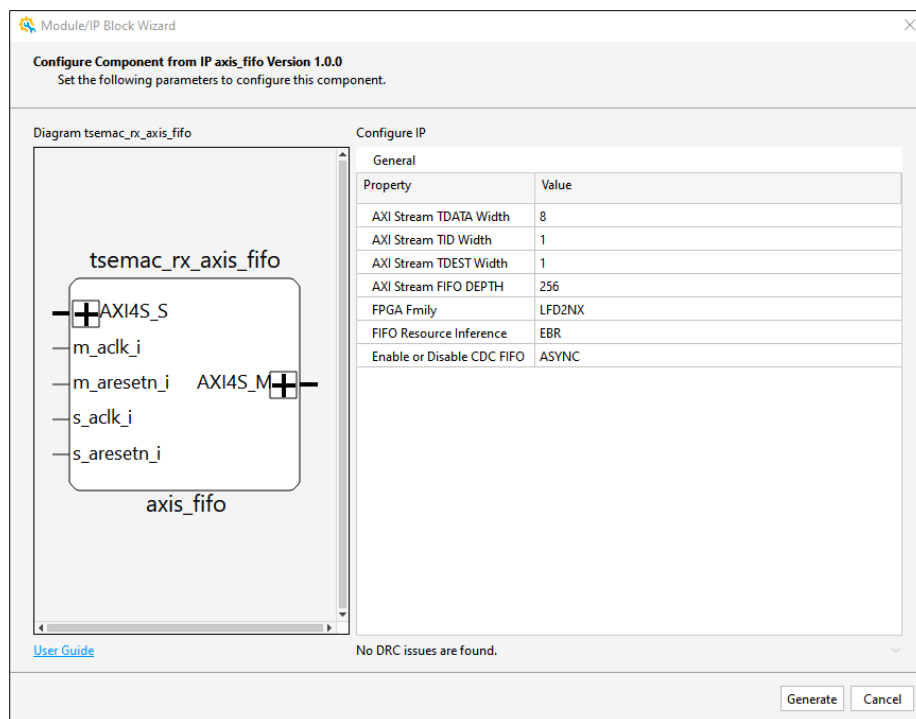 Module/IP Block Wizard
Configure Component from IP axis_fifo Version 1.0.0
Set the following parameters to configure this component.
Diagram tsemac_rx_axis_fifo
tsemac_rx_axis_fifo
AXI4S_S
m_aclk_i
m_aresetn_i AXI4S_M
s_aclk_i
s_aresetn_i
axis_fifo
User Guide
Configure IP
General
Property Value
AXI Stream TDATA Width 8
AXI Stream TID Width 1
AXI Stream TDEST Width 1
AXI Stream FIFO DEPTH 256
FPGA Fmily LFD2NX
FIFO Resource Inference EBR
Enable or Disable CDC FIFO ASYNC
No DRC issues are found.
Generate Cancel